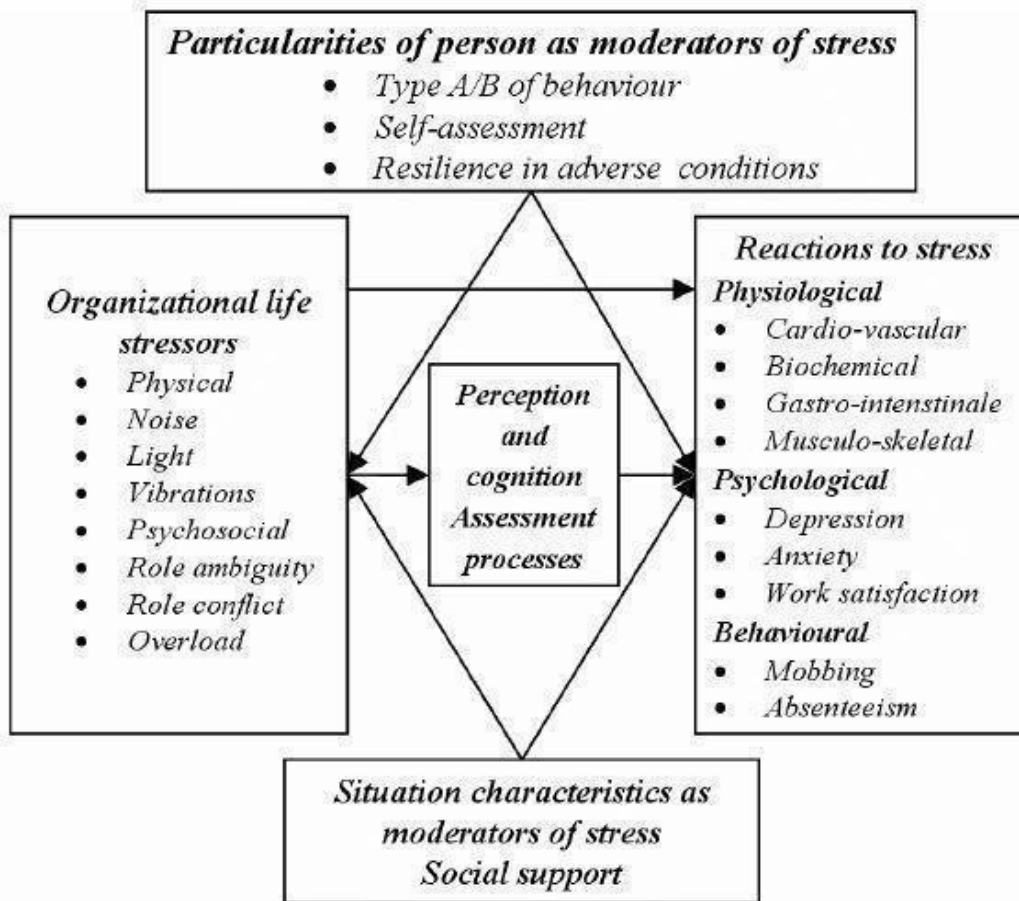 Particularities of person as moderators of stress
• Type A/B of behaviour
• Self-assessment
• Resilience in adverse conditions
Organizational life
stressors
• Physical
• Noise
• Light
• Vibrations
• Psychosocial
• Role ambiguity
• Role conflict
• Overload
Perception
and
cognition
Assessment
processes
Reactions to stress
Physiological
• Cardio-vascular
• Biochemical
• Gastro-intenstinale
• Musculo-skeletal
Psychological
• Depression
• Anxiety
• Work satisfaction
Behavioural
• Mobbing
• Absenteeism
Situation characteristics as
moderators of stress
Social support